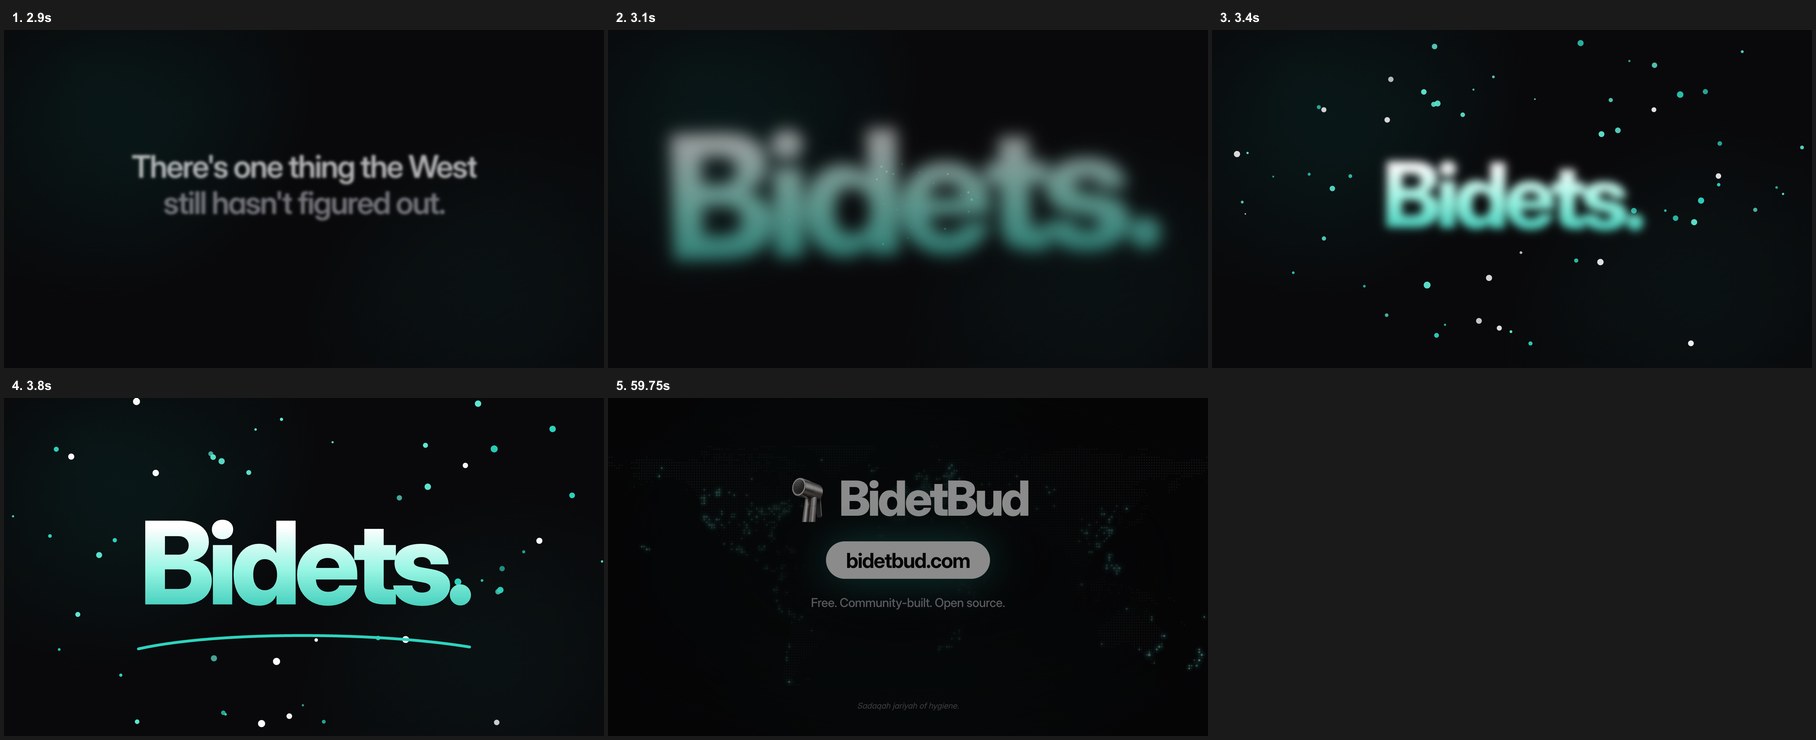 1. 2.9s
2. 3.1s
3. 3.4s
There's one thing the West
still hasn't figured out.
Bidets.
Bidets.
4. 3.8s
5. 59.75s
Bidets.
BidetBud
bidetbud.com
Free. Community-built. Open source.
Sadaqah jariyah of hygiene.